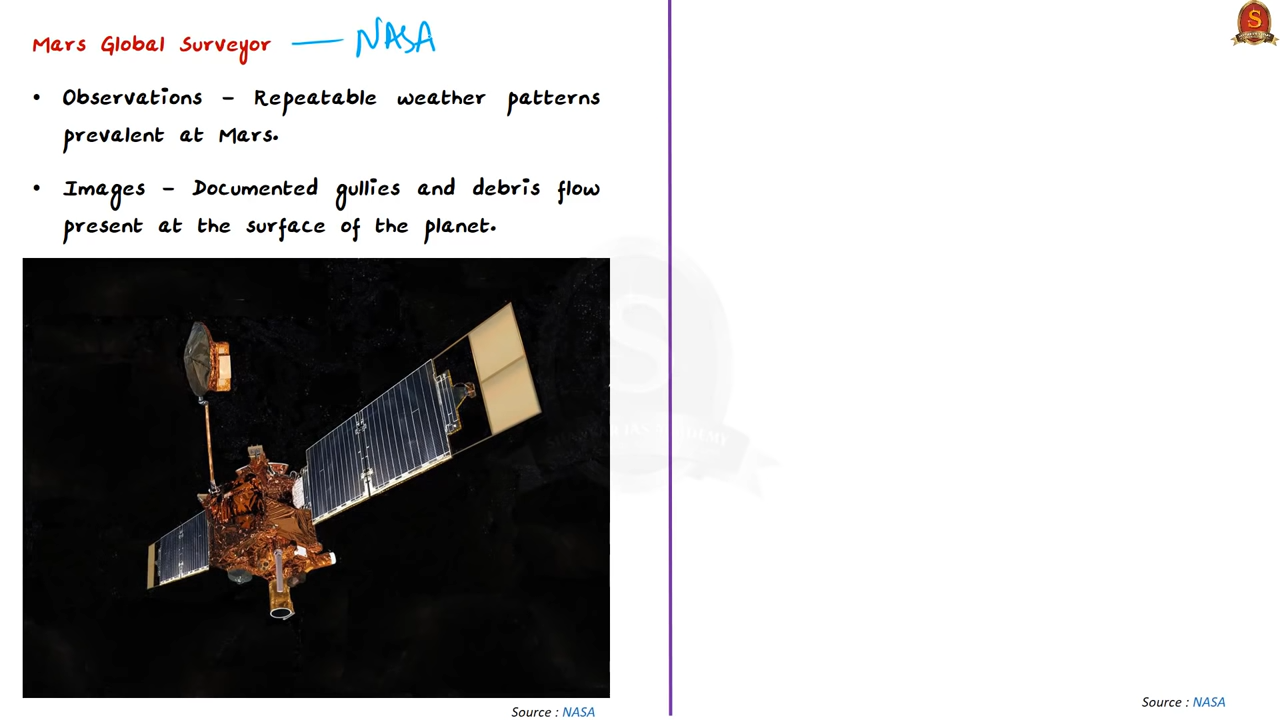 Mars Global Surveyor — NASA
• Observations – Repeatable weather patterns
prevalent at Mars.
• Images – Documented gullies and debris flow
present at the surface of the planet.
Source : NASA
Source : NASA